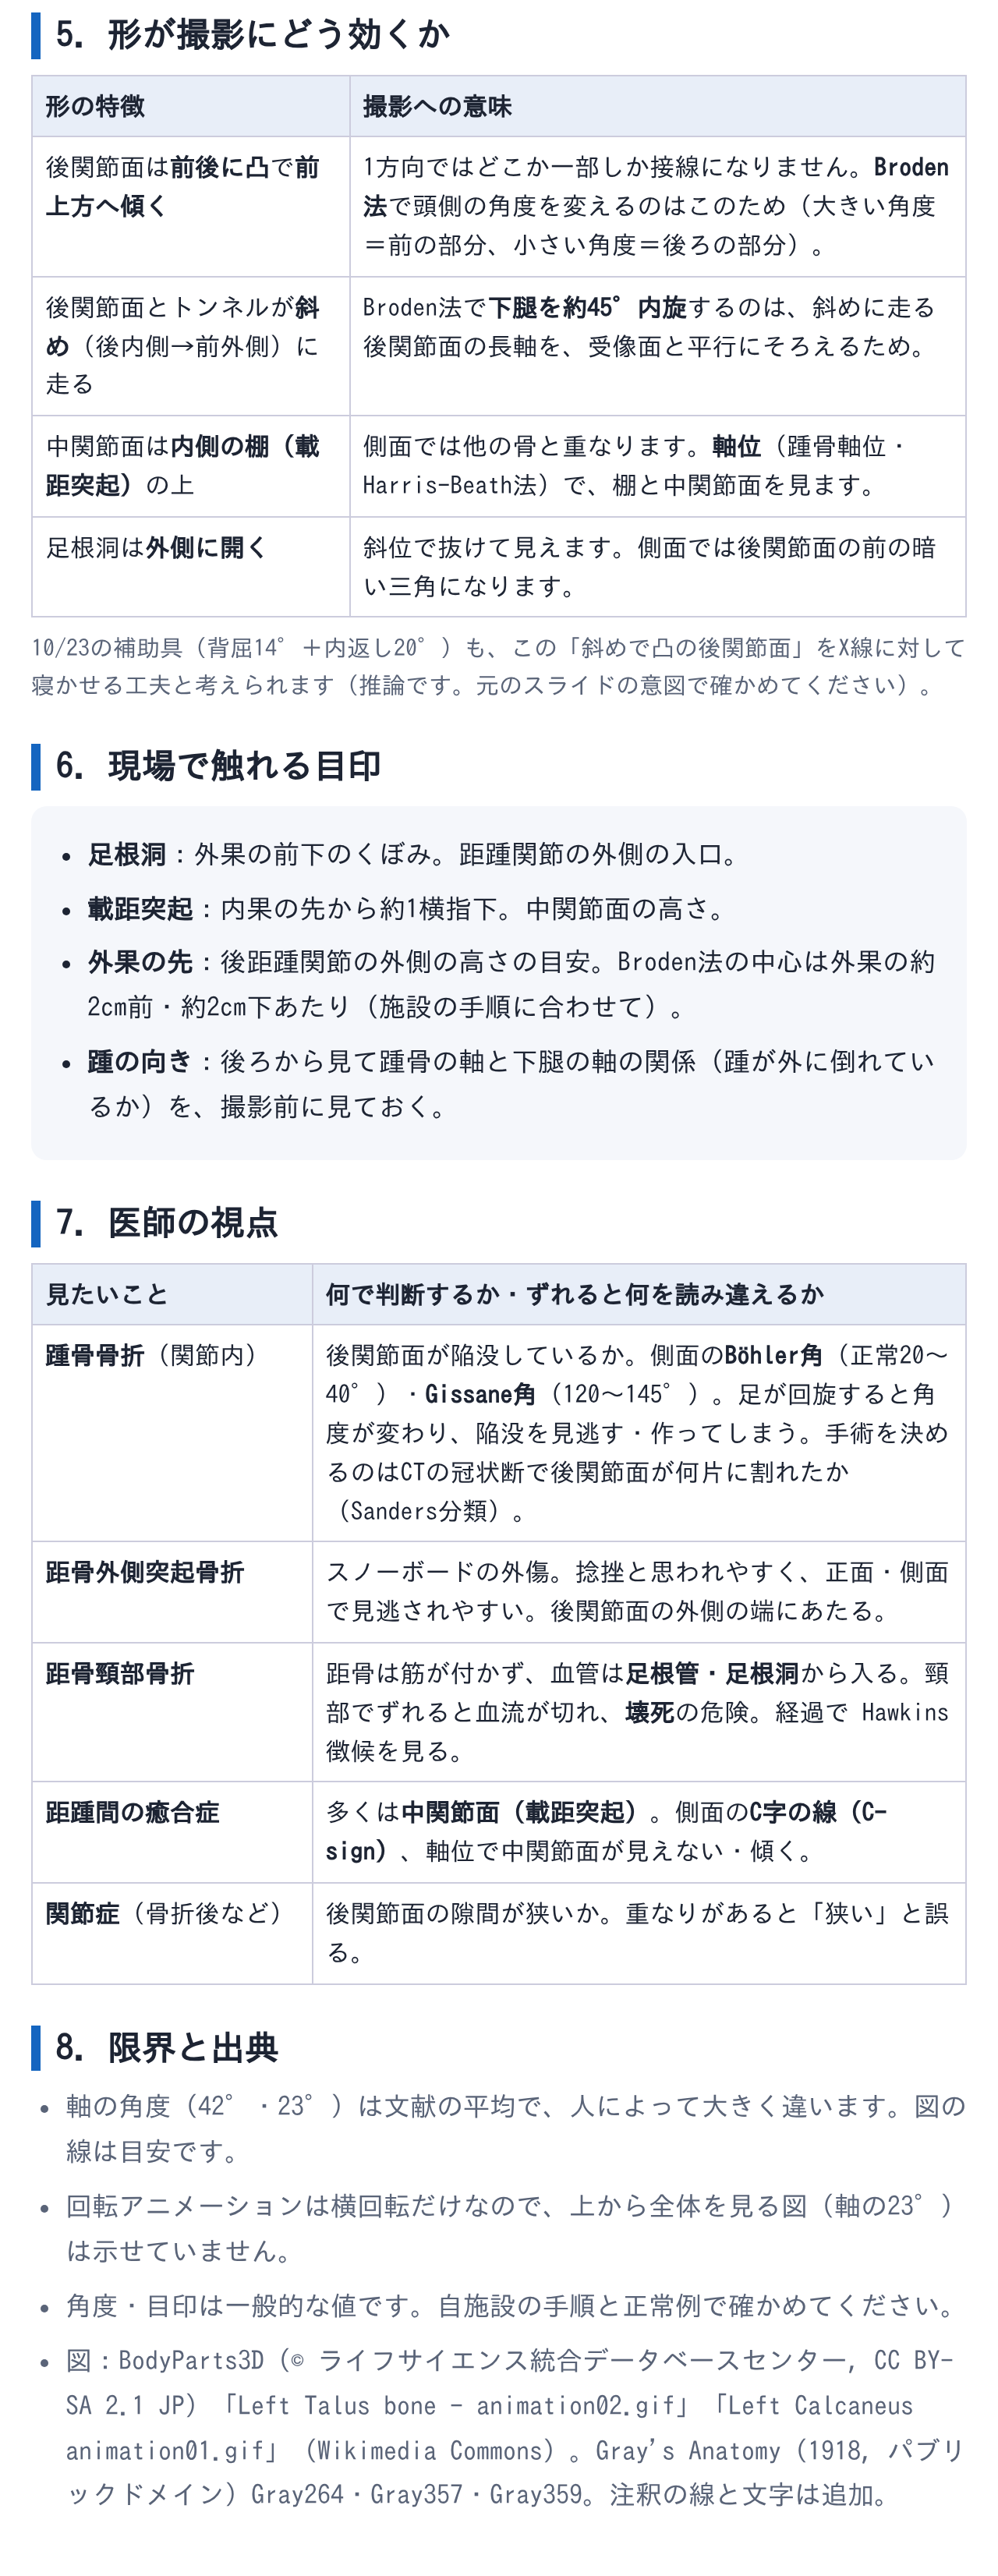 5. 形が撮影にどう効くか
形の特徴
撮影への意味
後関節面は前後に凸で前
上方へ傾く
1方向ではどこか一部しか接線になりません。Broden
法で頭側の角度を変えるのはこのため（大きい角度
＝前の部分、小さい角度＝後ろの部分）。
後関節面とトンネルが斜
め（後内側→前外側）に
走る
Broden法で下腿を約45°内旋するのは、斜めに走る
後関節面の長軸を、受像面と平行にそろえるため。
中関節面は内側の棚（載
距突起）の上
側面では他の骨と重なります。軸位（踵骨軸位・
Harris-Beath法）で、棚と中関節面を見ます。
足根洞は外側に開く
斜位で抜けて見えます。側面では後関節面の前の暗
い三角になります。
10/23の補助具（背屈14°＋内返し20°）も、この「斜めで凸の後関節面」をX線に対して
寝かせる工夫と考えられます（推論です。元のスライドの意図で確かめてください）。
6. 現場で触れる目印
• 足根洞：外果の前下のくぼみ。距踵関節の外側の入口。
• 載距突起：内果の先から約1横指下。中関節面の高さ。
• 外果の先：後距踵関節の外側の高さの目安。Broden法の中心は外果の約
2cm前・約2cm下あたり（施設の手順に合わせて）。
• 踵の向き：後ろから見て踵骨の軸と下腿の軸の関係（踵が外に倒れてい
るか）を、撮影前に見ておく。
7. 医師の視点
見たいこと
何で判断するか・ずれると何を読み違えるか
踵骨骨折（関節内）
後関節面が陥没しているか。側面のBöhler角（正常20〜
40°）・Gissane角（120〜145°）。足が回旋すると角
度が変わり、陥没を見逃す・作ってしまう。手術を決め
るのはCTの冠状断で後関節面が何片に割れたか
（Sanders分類）。
距骨外側突起骨折
スノーボードの外傷。捻挫と思われやすく、正面・側面
で見逃されやすい。後関節面の外側の端にあたる。
距骨頸部骨折
距骨は筋が付かず、血管は足根管・足根洞から入る。頸
部でずれると血流が切れ、壊死の危険。経過で Hawkins
徴候を見る。
距踵間の癒合症
多くは中関節面（載距突起）。側面のC字の線（C-
sign）、軸位で中関節面が見えない・傾く。
関節症（骨折後など）
後関節面の隙間が狭いか。重なりがあると「狭い」と誤
る。
8. 限界と出典
• 軸の角度（42°・23°）は文献の平均で、人によって大きく違います。図の
線は目安です。
• 回転アニメーションは横回転だけなので、上から全体を見る図（軸の23°）
は示せていません。
• 角度・目印は一般的な値です。自施設の手順と正常例で確かめてください。
• 図：BodyParts3D（© ライフサイエンス統合データベースセンター, CC BY-
SA 2.1 JP）「Left Talus bone - animation02.gif」「Left Calcaneus
animation01.gif」（Wikimedia Commons）。Gray's Anatomy（1918, パブリ
ックドメイン）Gray264・Gray357・Gray359。注釈の線と文字は追加。